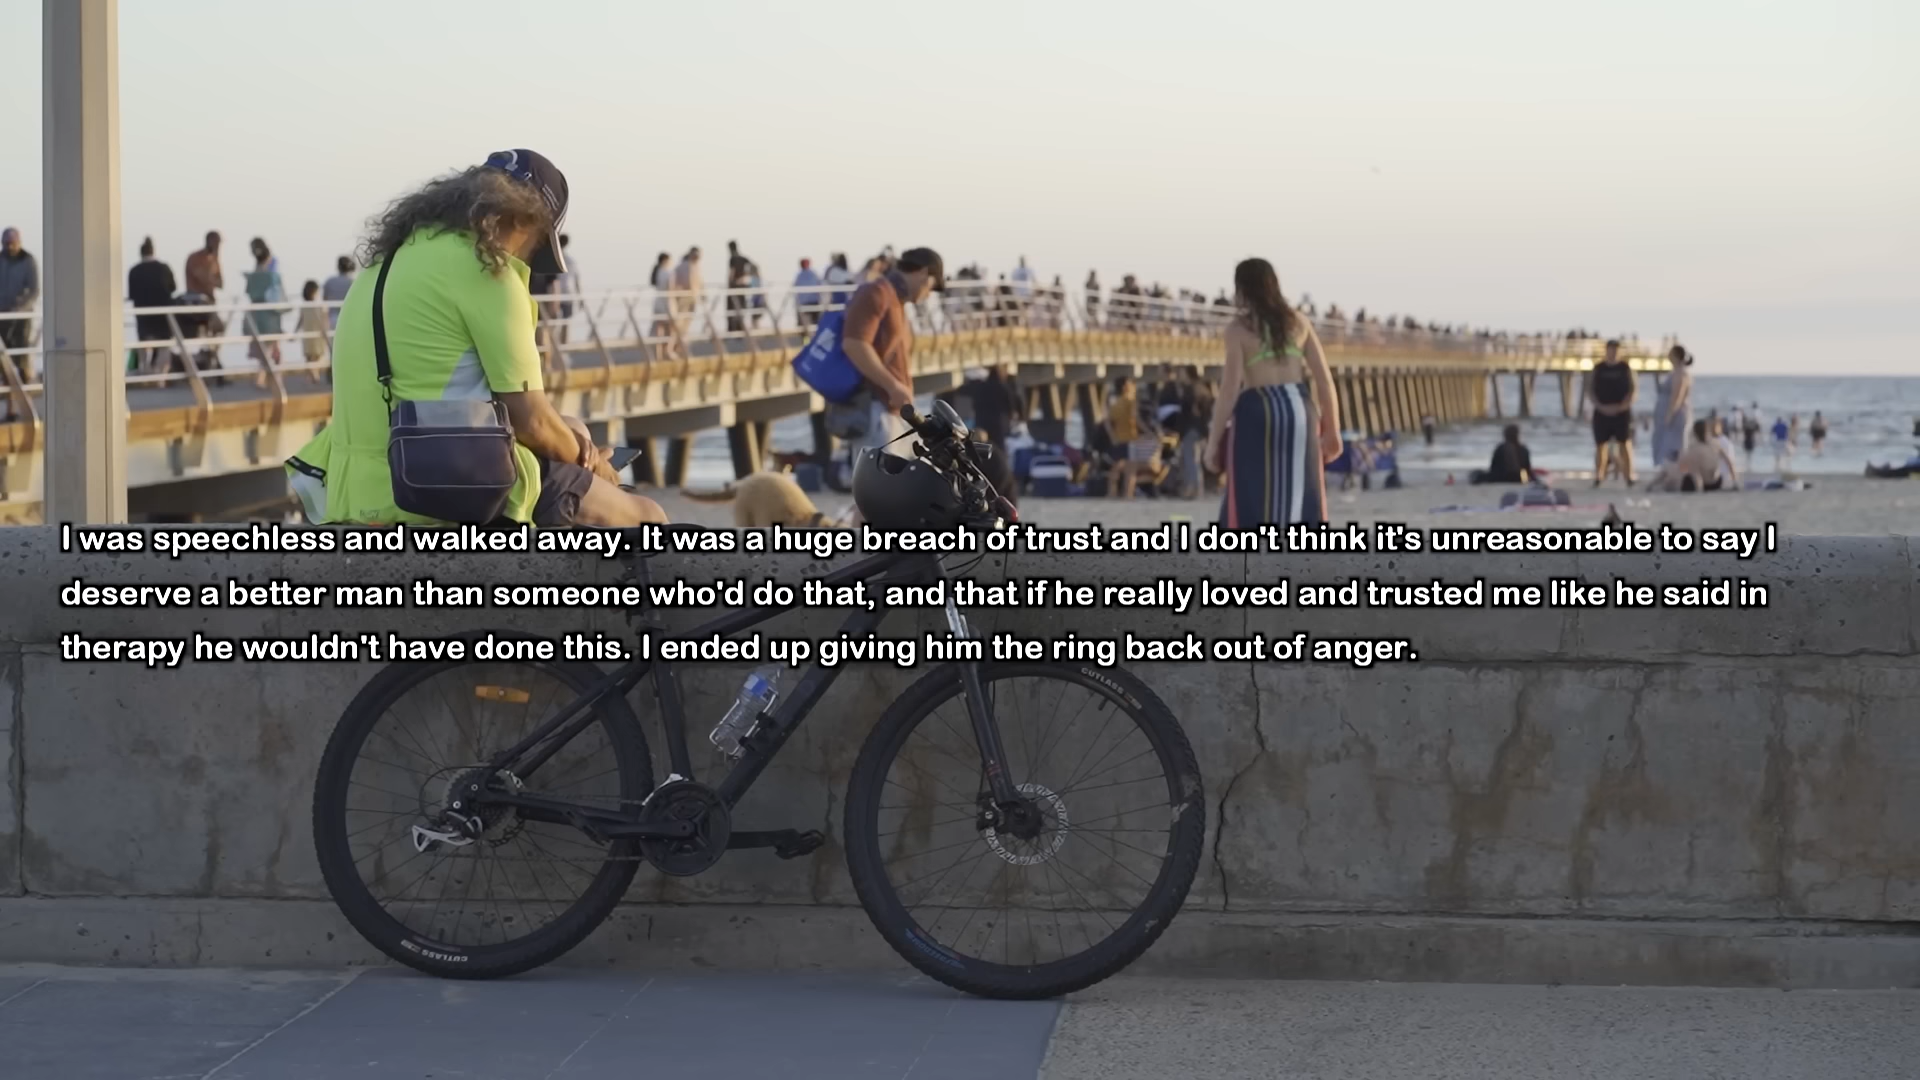 I was speechless and walked away. It was a huge breach of trust and I don't think it's unreasonable to say I
deserve a better man than someone who'd do that, and that if he really loved and trusted me like he said in
therapy he wouldn't have done this. I ended up giving him the ring back out of anger.
CUTLASS
CUTLASS